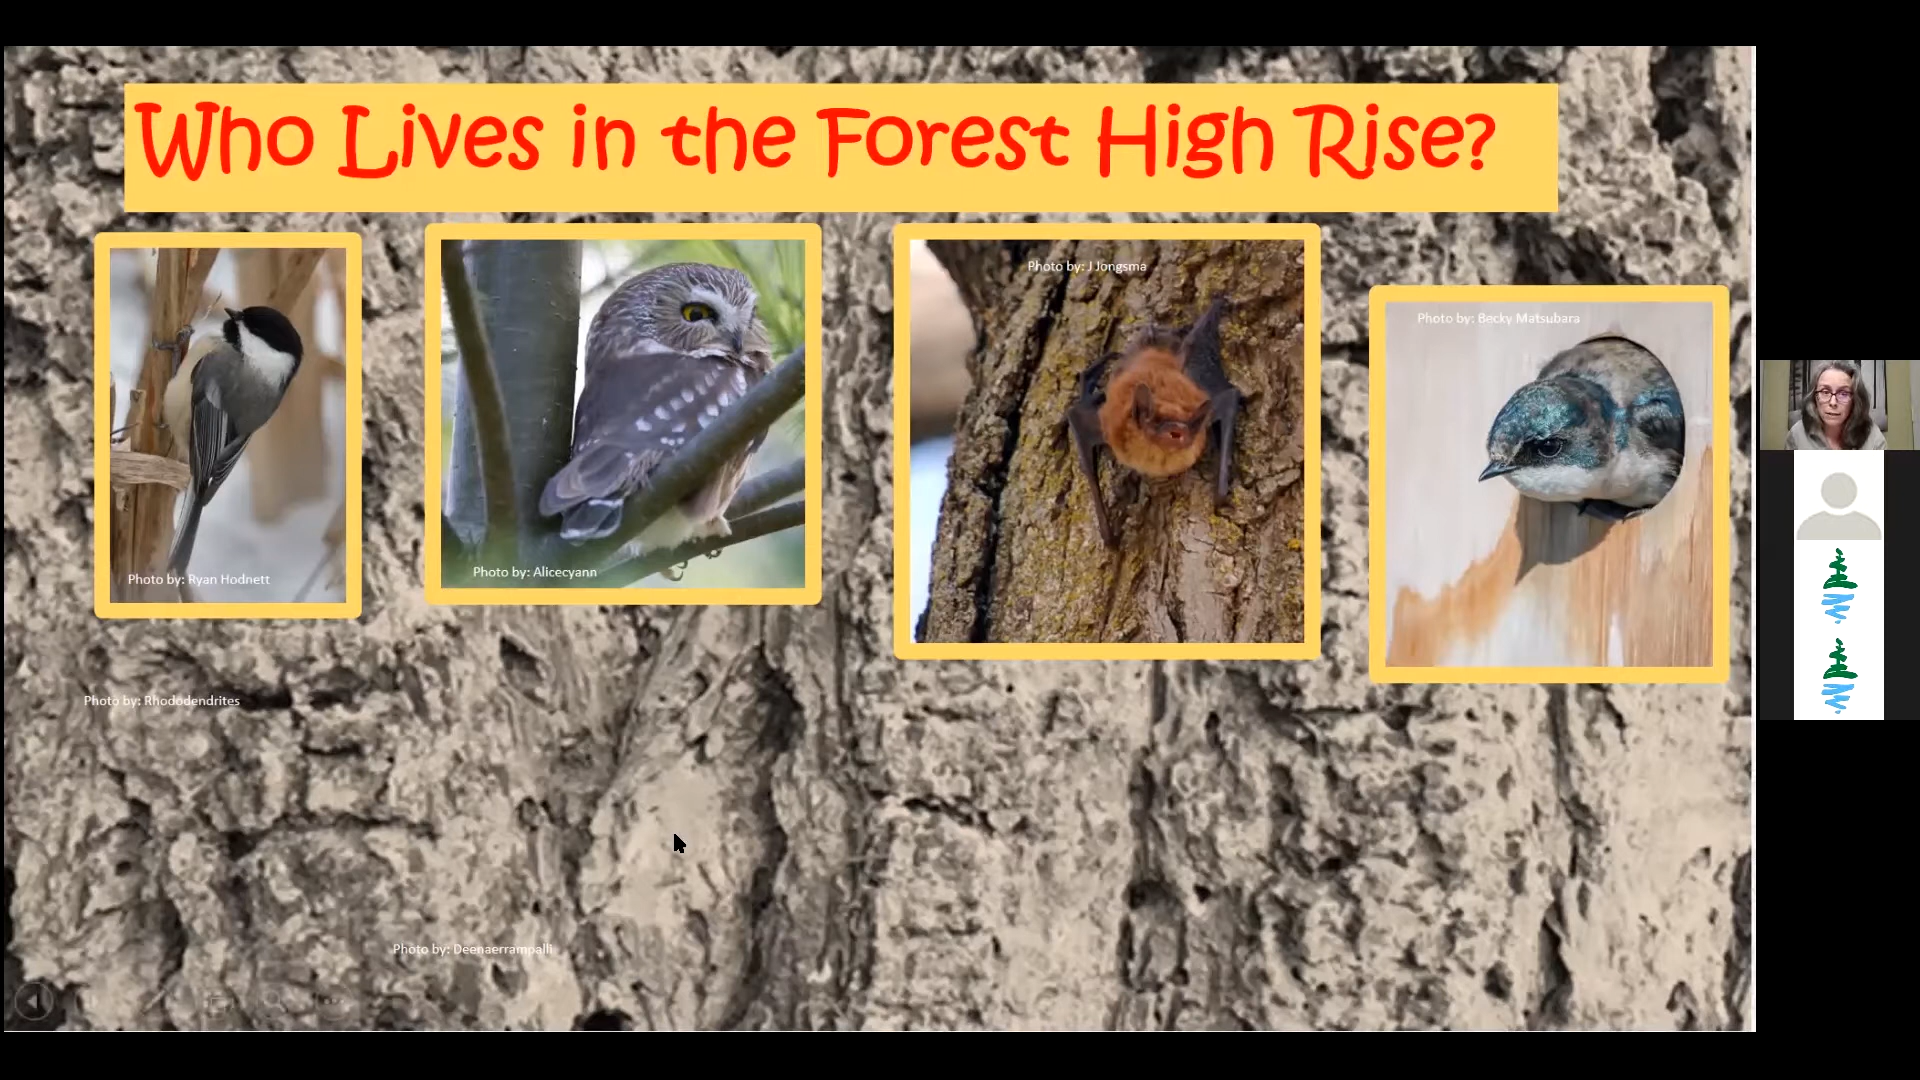 Who Lives in the Forest High Rise?
Photo by: Ryan Hodnett
Photo by: Alicecyann
Photo by: J Jongsma
Photo by: Becky Matsubara
Photo by: Rhododendrites
Photo by: Deenaerrampalli